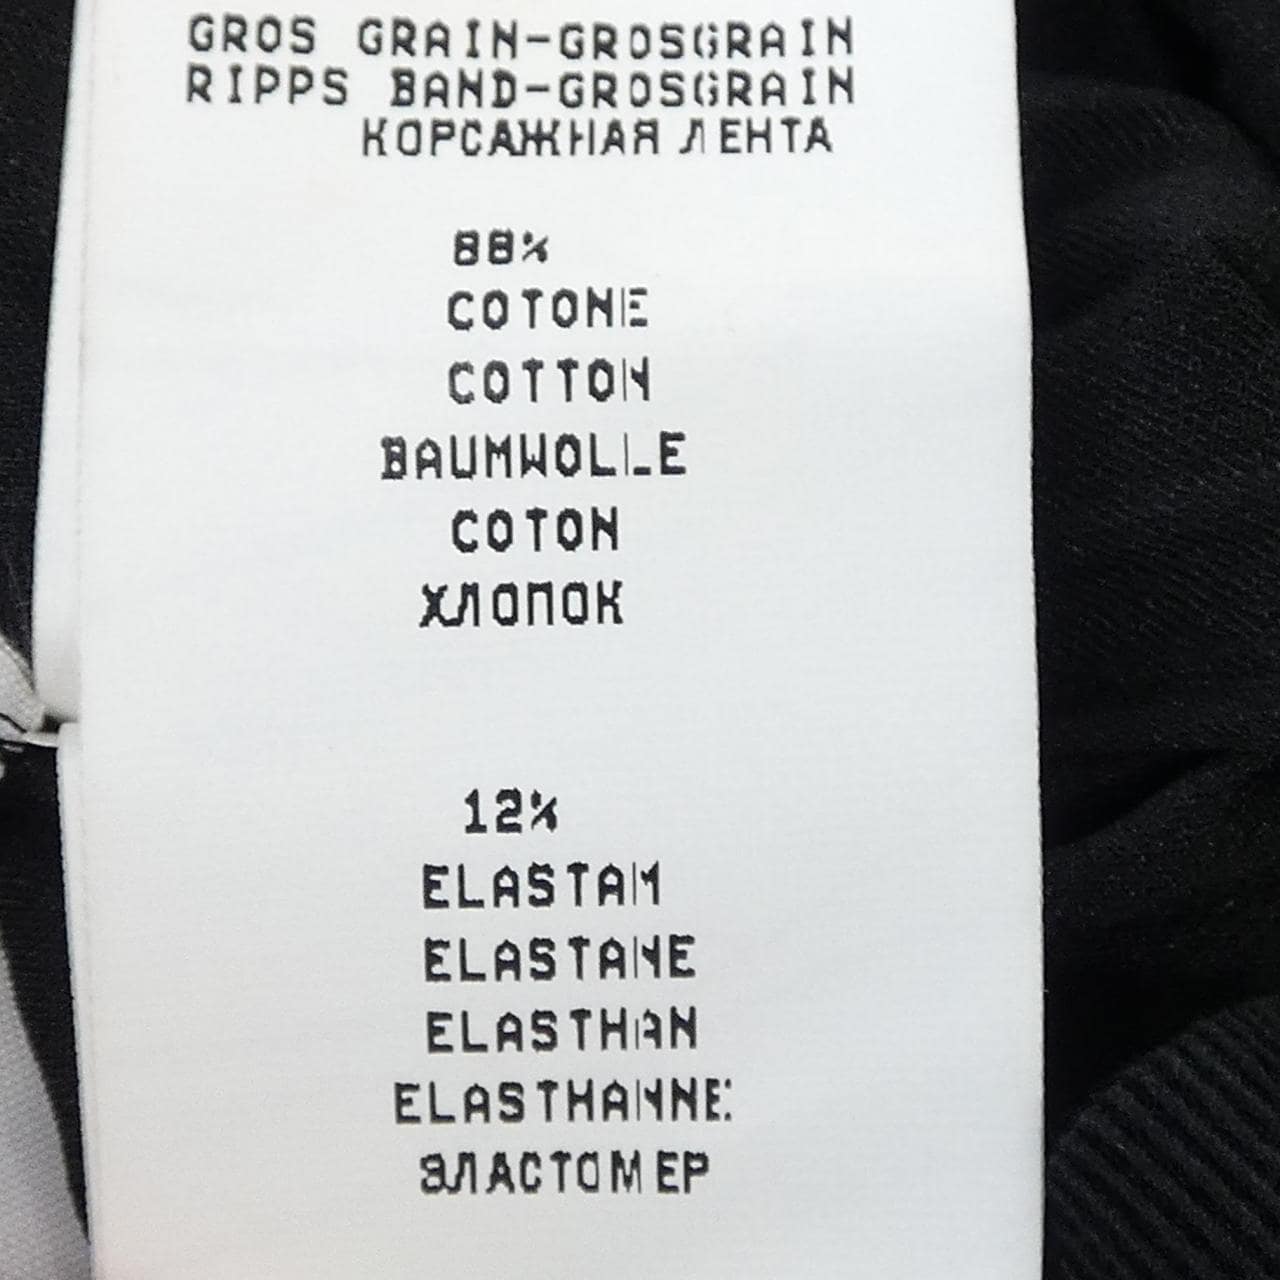 GROS GRAIN-GROSGRAIN
RIPPS BAND-GROSGRAIN
КОРСАЖНАЯ ЛЕНТА
88%
COTONE
COTTON
BAUMWOLLE
COTON
ХЛОПОК
12%
ELASTAM
ELASTANE
ELASTHAN
ELASTHANNE
ЭЛАСТОМЕР